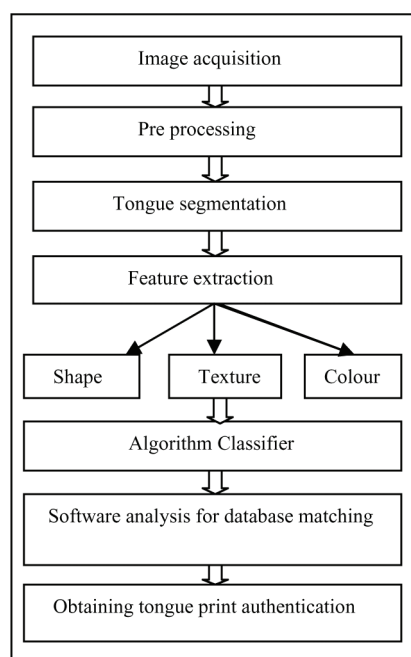 Image acquisition
Pre processing
Tongue segmentation
Feature extraction
Shape
Texture
Colour
Algorithm Classifier
Software analysis for database matching
Obtaining tongue print authentication